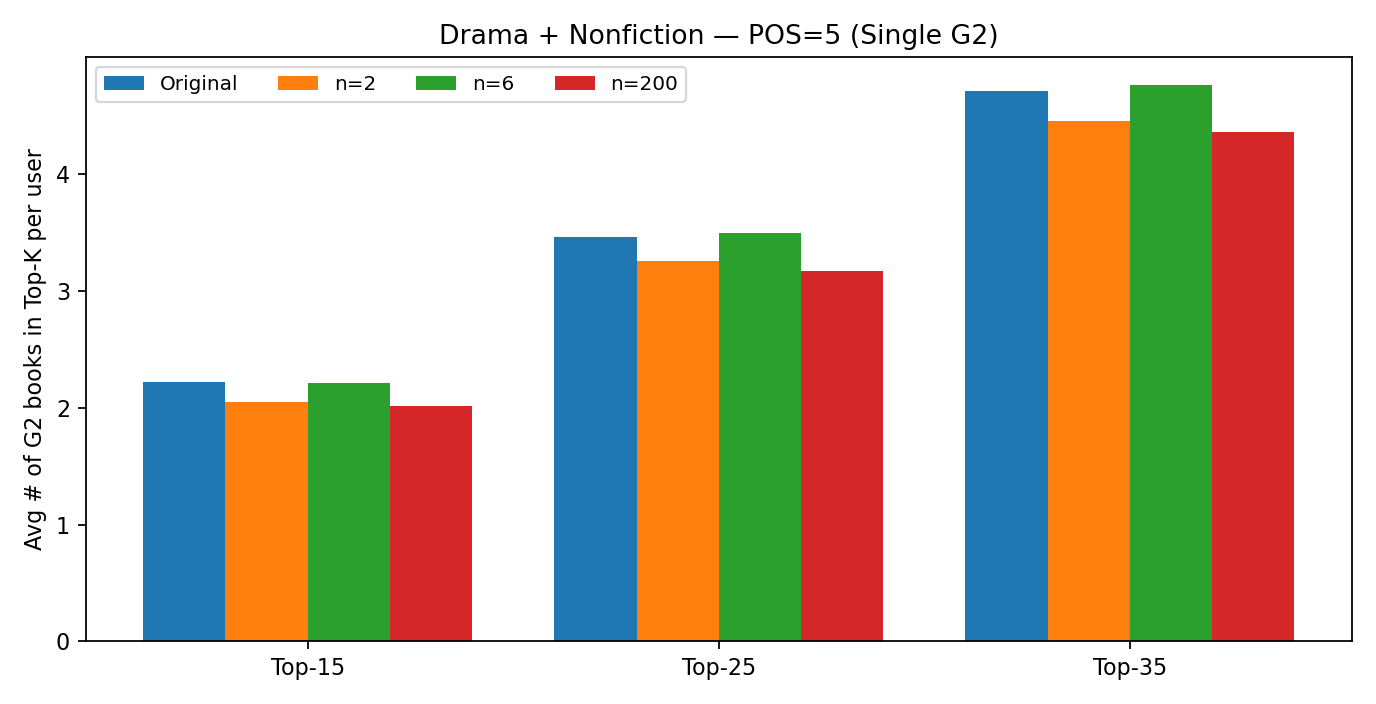 Drama + Nonfiction — POS=5 (Single G2)
Original n=2 n=6 n=200
Avg # of G2 books in Top-K per user
4
3
2
1
0
Top-15 Top-25 Top-35